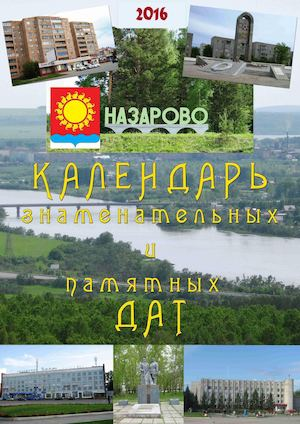 2016
НАЗАРОВО
КАЛЕНДАРЬ
знаменательных
и
памятных
ДАТ